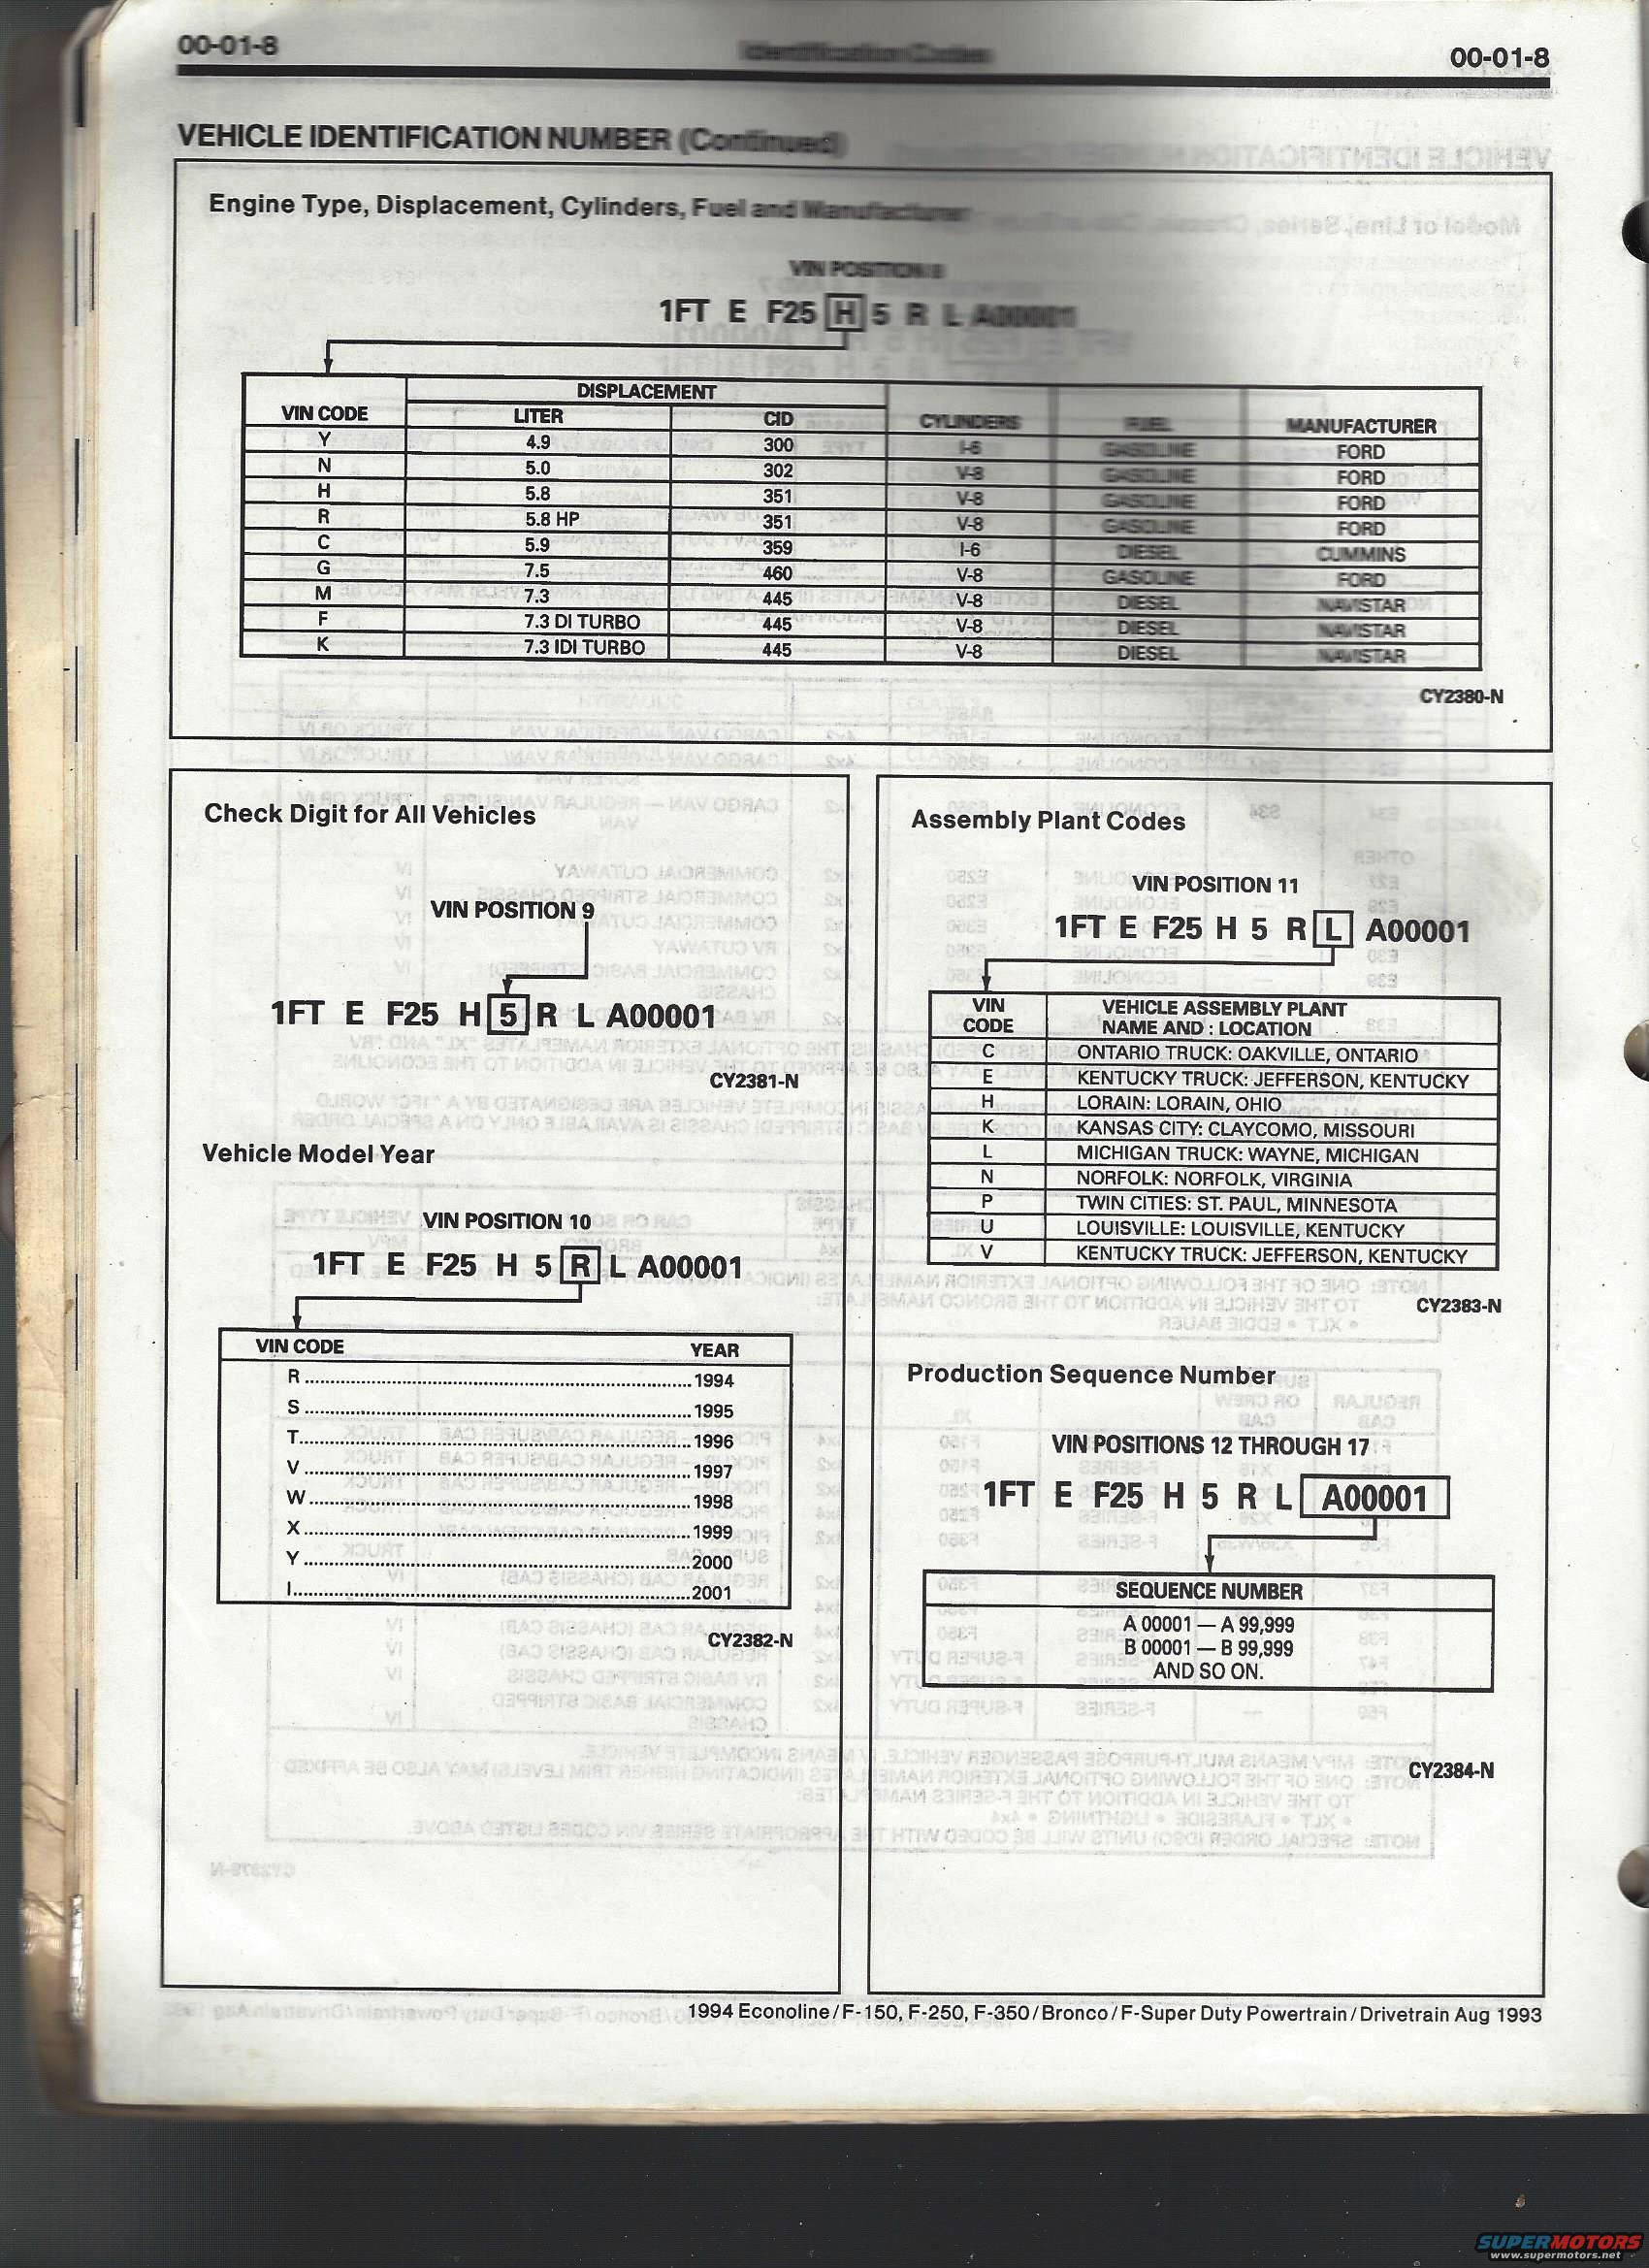 00-01-8 Identification Codes 00-01-8
VEHICLE IDENTIFICATION NUMBER (Continued)
Engine Type, Displacement, Cylinders, Fuel and Manufacturer
VIN POSITION 8
1FT E F25 H 5 R L A00001
DISPLACEMENT
VIN CODE LITER CID CYLINDERS FUEL MANUFACTURER
Y 4.9 300 I-6 GASOLINE FORD
N 5.0 302 V-8 GASOLINE FORD
H 5.8 351 V-8 GASOLINE FORD
R 5.8 HP 351 V-8 GASOLINE FORD
C 5.9 359 I-6 DIESEL CUMMINS
G 7.5 460 V-8 GASOLINE FORD
M 7.3 445 V-8 DIESEL NAVISTAR
F 7.3 DI TURBO 445 V-8 DIESEL NAVISTAR
K 7.3 IDI TURBO 445 V-8 DIESEL NAVISTAR
CY2380-N
Check Digit for All Vehicles
VIN POSITION 9
1FT E F25 H 5 R L A00001
CY2381-N
Vehicle Model Year
VIN POSITION 10
1FT E F25 H 5 R L A00001
VIN CODE YEAR
R 1994
S 1995
T 1996
V 1997
W 1998
X 1999
Y 2000
I 2001
CY2382-N
Assembly Plant Codes
VIN POSITION 11
1FT E F25 H 5 R L A00001
VIN VEHICLE ASSEMBLY PLANT
CODE NAME AND : LOCATION
C ONTARIO TRUCK: OAKVILLE, ONTARIO
E KENTUCKY TRUCK: JEFFERSON, KENTUCKY
H LORAIN: LORAIN, OHIO
K KANSAS CITY: CLAYCOMO, MISSOURI
L MICHIGAN TRUCK: WAYNE, MICHIGAN
N NORFOLK: NORFOLK, VIRGINIA
P TWIN CITIES: ST. PAUL, MINNESOTA
U LOUISVILLE: LOUISVILLE, KENTUCKY
V KENTUCKY TRUCK: JEFFERSON, KENTUCKY
CY2383-N
Production Sequence Number
VIN POSITIONS 12 THROUGH 17
1FT E F25 H 5 R L A00001
SEQUENCE NUMBER
A 00001 — A 99,999
B 00001 — B 99,999
AND SO ON.
CY2384-N
1994 Econoline/F-150, F-250, F-350/Bronco/F-Super Duty Powertrain/Drivetrain Aug 1993
SUPERMOTORS
www.supermotors.net